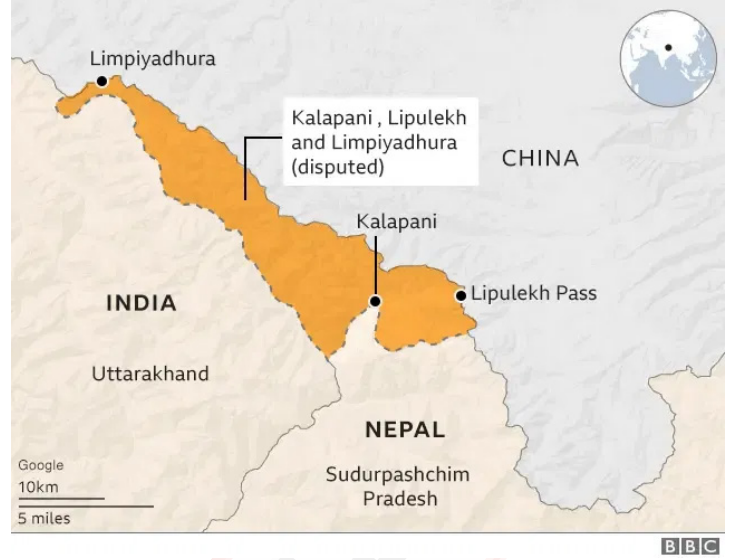 Limpiyadhura
Kalapani , Lipulekh
and Limpiyadhura
(disputed)
CHINA
Kalapani
Lipulekh Pass
INDIA
Uttarakhand
NEPAL
Sudurpashchim
Pradesh
Google
10km
5 miles
BBC